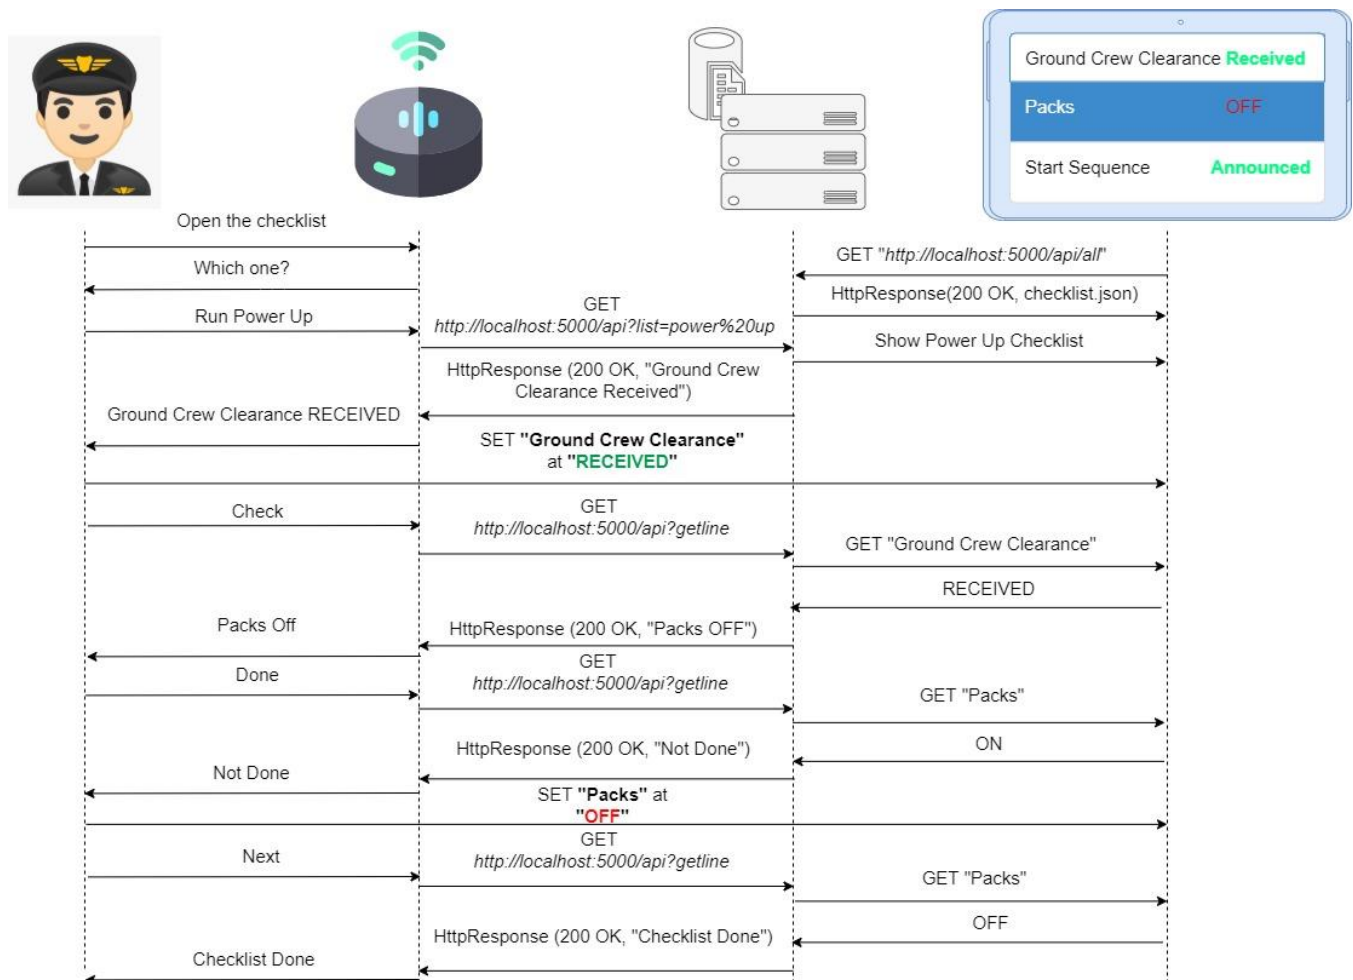 Ground Crew Clearance Received
Packs OFF
Start Sequence Announced
Open the checklist
GET "http://localhost:5000/api/all"
Which one?
HttpResponse(200 OK, checklist.json)
Run Power Up
GET
http://localhost:5000/api?list=power%20up
Show Power Up Checklist
HttpResponse (200 OK, "Ground Crew
Clearance Received")
Ground Crew Clearance RECEIVED
SET "Ground Crew Clearance"
at "RECEIVED"
Check
GET
http://localhost:5000/api?getline
GET "Ground Crew Clearance"
RECEIVED
Packs Off
HttpResponse (200 OK, "Packs OFF")
Done
GET
http://localhost:5000/api?getline
GET "Packs"
ON
HttpResponse (200 OK, "Not Done")
Not Done
SET "Packs" at
"OFF"
Next
GET
http://localhost:5000/api?getline
GET "Packs"
OFF
HttpResponse (200 OK, "Checklist Done")
Checklist Done